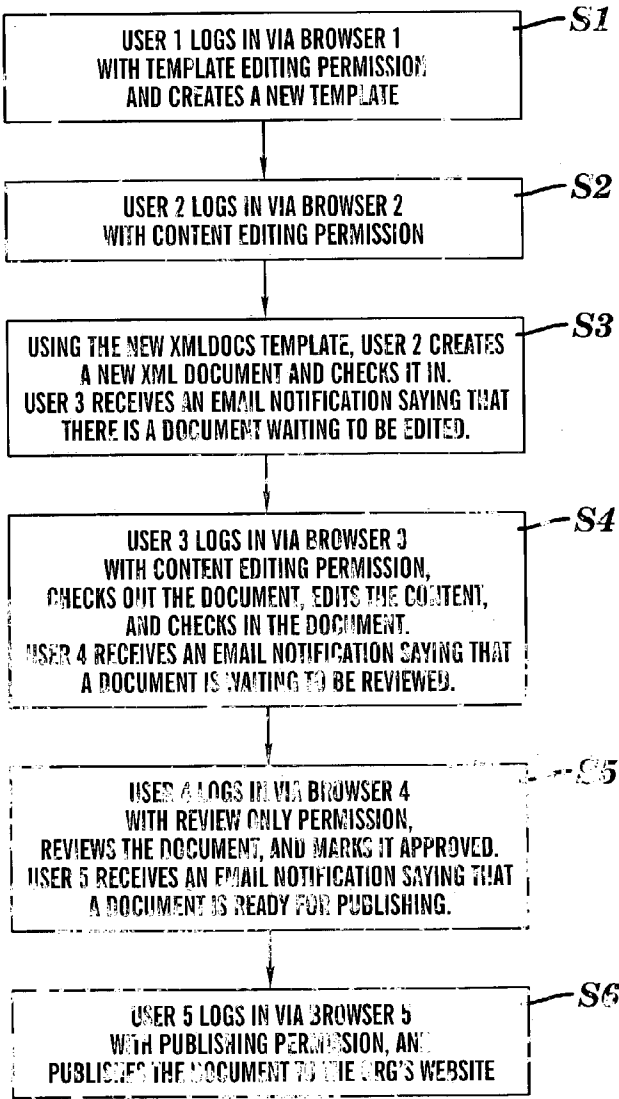 USER 1 LOGS IN VIA BROWSER 1
WITH TEMPLATE EDITING PERMISSION
AND CREATES A NEW TEMPLATE
S1
USER 2 LOGS IN VIA BROWSER 2
WITH CONTENT EDITING PERMISSION
S2
USING THE NEW XMLDOCS TEMPLATE, USER 2 CREATES
A NEW XML DOCUMENT AND CHECKS IT IN.
USER 3 RECEIVES AN EMAIL NOTIFICATION SAYING THAT
THERE IS A DOCUMENT WAITING TO BE EDITED.
S3
USER 3 LOGS IN VIA BROWSER 3
WITH CONTENT EDITING PERMISSION,
CHECKS OUT THE DOCUMENT, EDITS THE CONTENT,
AND CHECKS IN THE DOCUMENT.
USER 4 RECEIVES AN EMAIL NOTIFICATION SAYING THAT
A DOCUMENT IS WAITING TO BE REVIEWED.
S4
USER 4 LOGS IN VIA BROWSER 4
WITH REVIEW ONLY PERMISSION,
REVIEWS THE DOCUMENT, AND MARKS IT APPROVED.
USER 5 RECEIVES AN EMAIL NOTIFICATION SAYING THAT
A DOCUMENT IS READY FOR PUBLISHING.
S5
USER 5 LOGS IN VIA BROWSER 5
WITH PUBLISHING PERMISSION, AND
PUBLISHES THE DOCUMENT TO THE ORG'S WEBSITE
S6